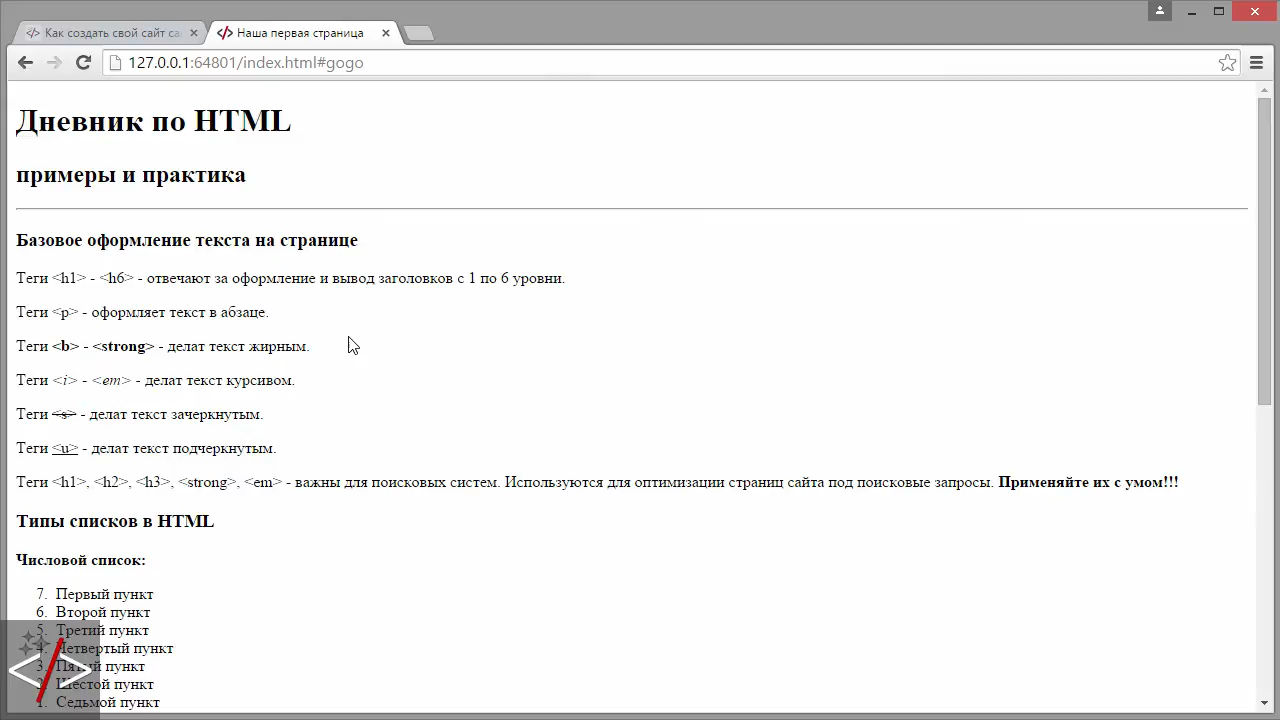 Как создать свой сайт са
Наша первая страница
127.0.0.1:64801/index.html#gogo
Дневник по HTML
примеры и практика
Базовое оформление текста на странице
Теги <h1> - <h6> - отвечают за оформление и вывод заголовков с 1 по 6 уровни.
Теги <p> - оформляет текст в абзаце.
Теги <b> - <strong> - делат текст жирным.
Теги <i> - <em> - делат текст курсивом.
Теги <s> - делат текст зачеркнутым.
Теги <u> - делат текст подчеркнутым.
Теги <h1>, <h2>, <h3>, <strong>, <em> - важны для поисковых систем. Используются для оптимизации страниц сайта под поисковые запросы. Применяйте их с умом!!!
Типы списков в HTML
Числовой список:
7. Первый пункт
6. Второй пункт
5. Третий пункт
4. Четвертый пункт
3. Пятый пункт
2. Шестой пункт
1. Седьмой пункт